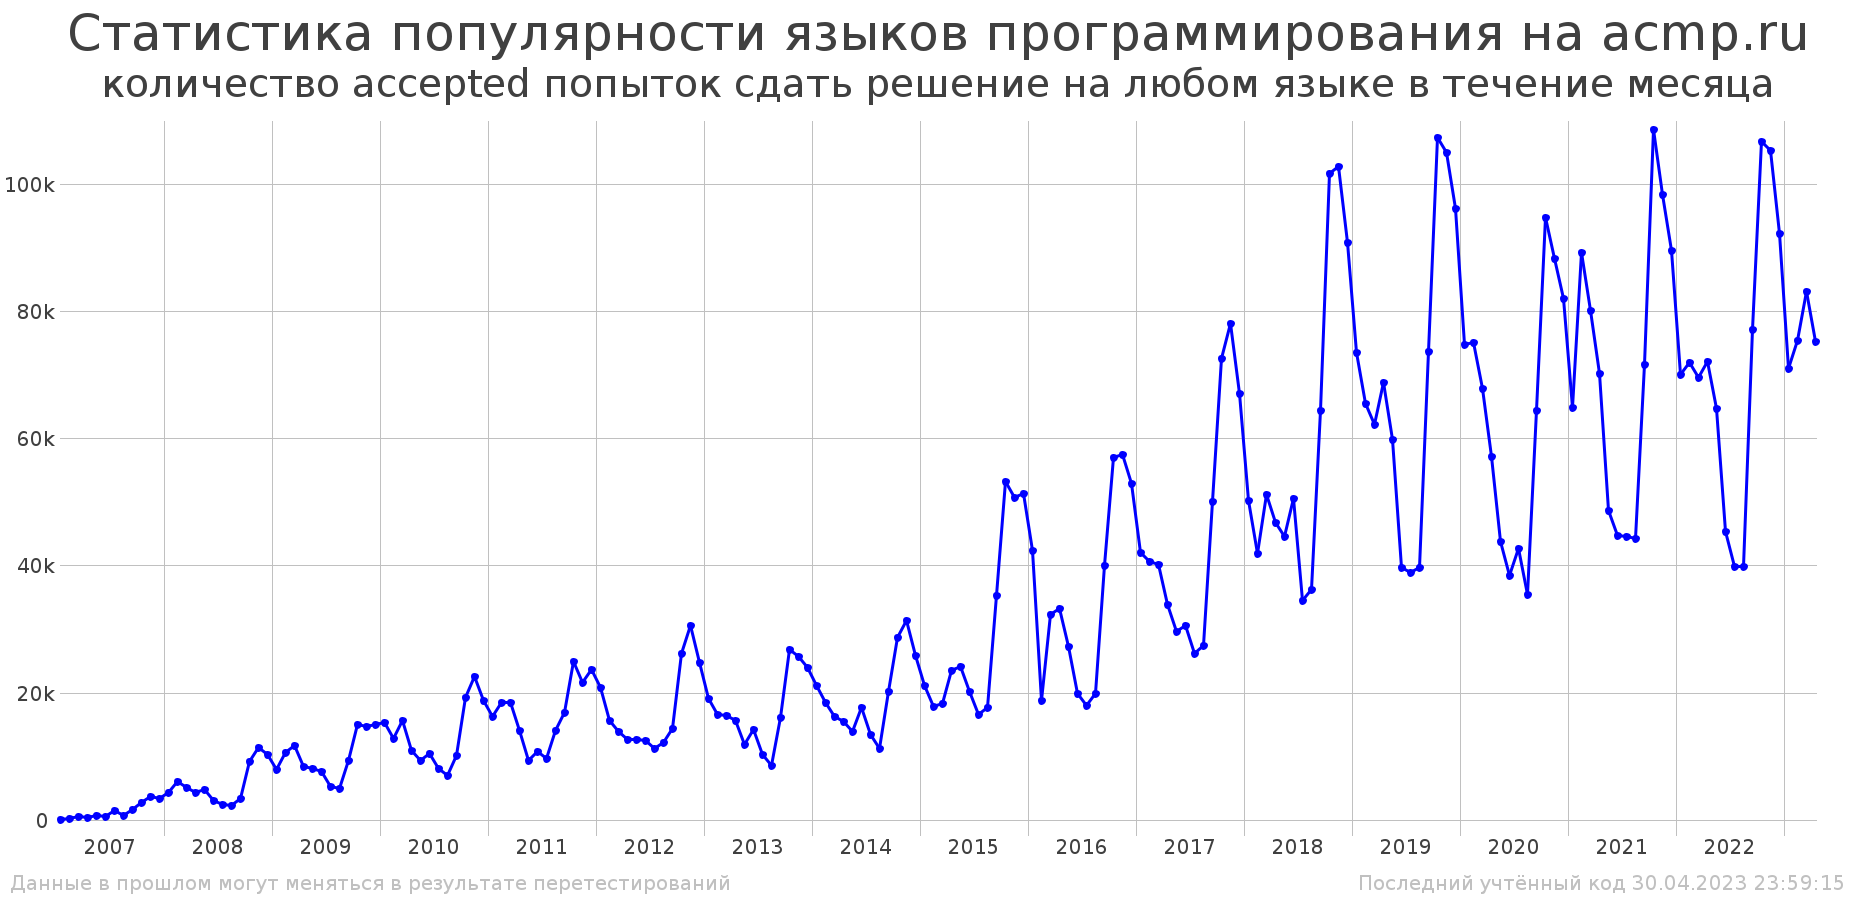 Статистика популярности языков программирования на acmp.ru
количество accepted попыток сдать решение на любом языке в течение месяца
100k
80k
60k
40k
20k
0
2007 2008 2009 2010 2011 2012 2013 2014 2015 2016 2017 2018 2019 2020 2021 2022
Данные в прошлом могут меняться в результате перетестирований
Последний учтённый код 30.04.2023 23:59:15